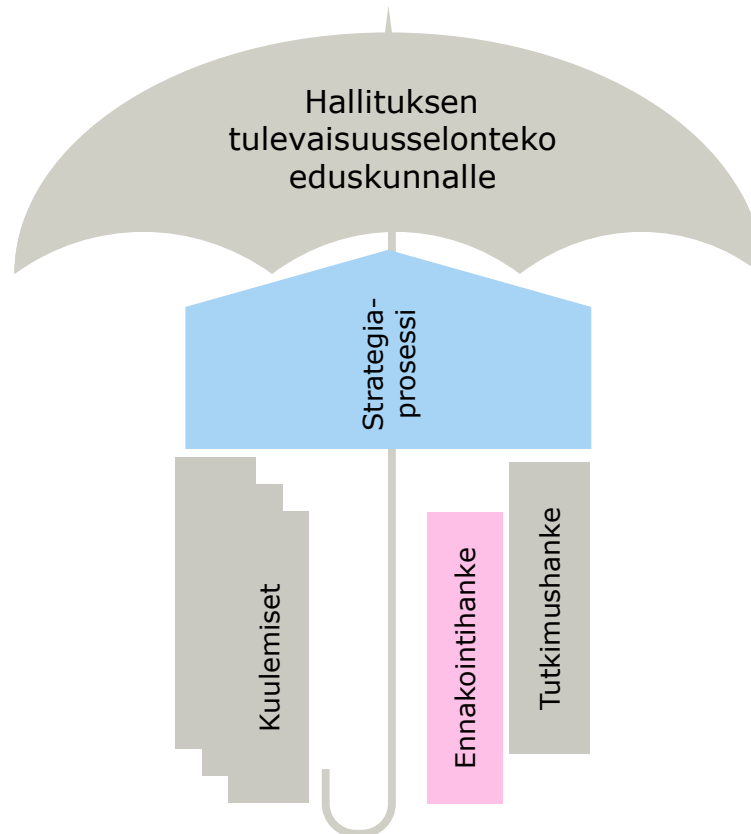 Hallituksen
tulevaisuusselonteko
eduskunnalle
Strategia-
prosessi
Kuulemiset
Ennakointihanke
Tutkimushanke